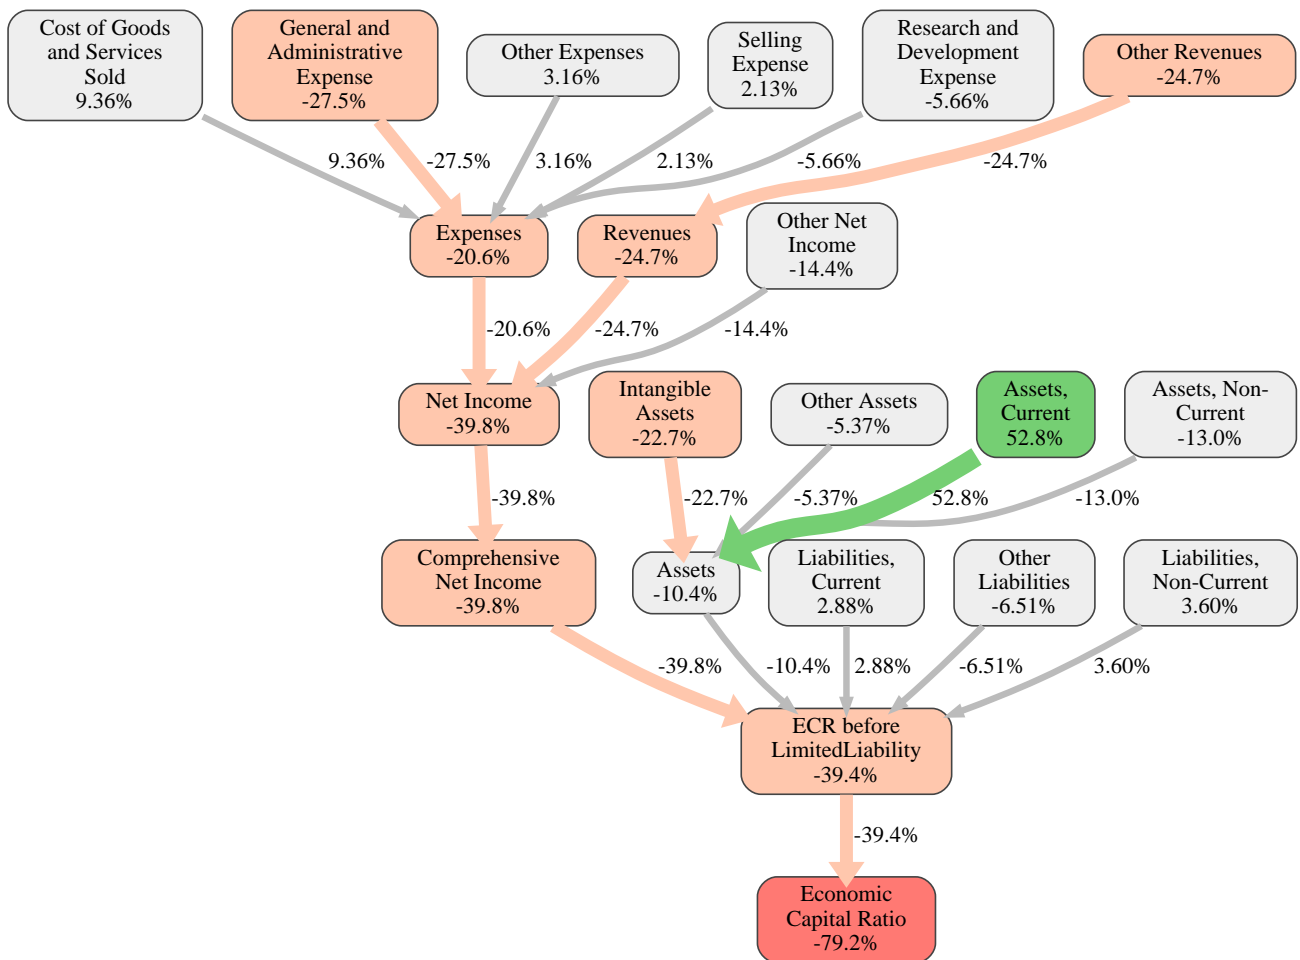 Cost of Goods
and Services
Sold
9.36%
General and
Administrative
Expense
-27.5%
Other Expenses
3.16%
Selling
Expense
2.13%
Research and
Development
Expense
-5.66%
Other Revenues
-24.7%
9.36%
-27.5%
3.16%
2.13%
-5.66%
-24.7%
Expenses
-20.6%
Revenues
-24.7%
Other Net
Income
-14.4%
-20.6%
-24.7%
-14.4%
Net Income
-39.8%
Intangible
Assets
-22.7%
Other Assets
-5.37%
Assets,
Current
52.8%
Assets, Non-
Current
-13.0%
-39.8%
-22.7%
-5.37%
52.8%
-13.0%
Comprehensive
Net Income
-39.8%
Assets
-10.4%
Liabilities,
Current
2.88%
Other
Liabilities
-6.51%
Liabilities,
Non-Current
3.60%
-39.8%
-10.4%
2.88%
-6.51%
3.60%
ECR before
LimitedLiability
-39.4%
-39.4%
Economic
Capital Ratio
-79.2%